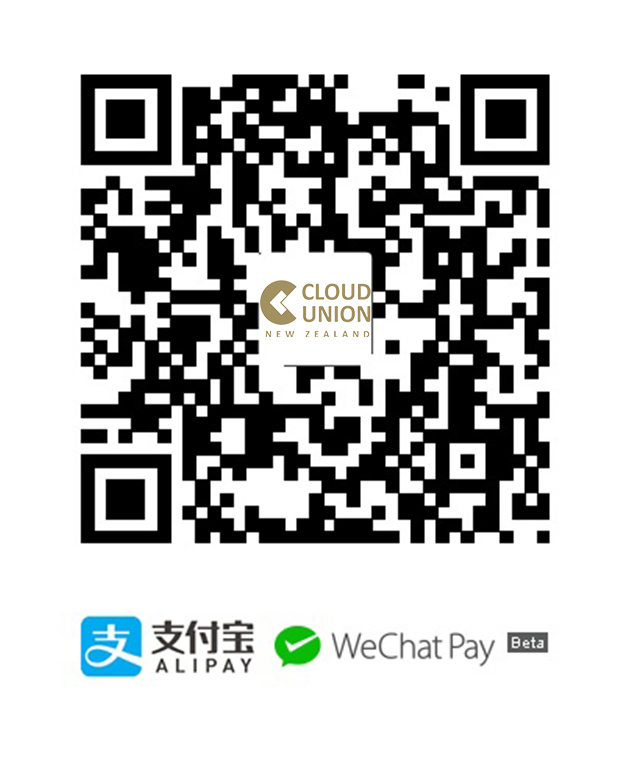 CLOUD
UNION
NEW ZEALAND
支付宝
ALIPAY
WeChat Pay Beta